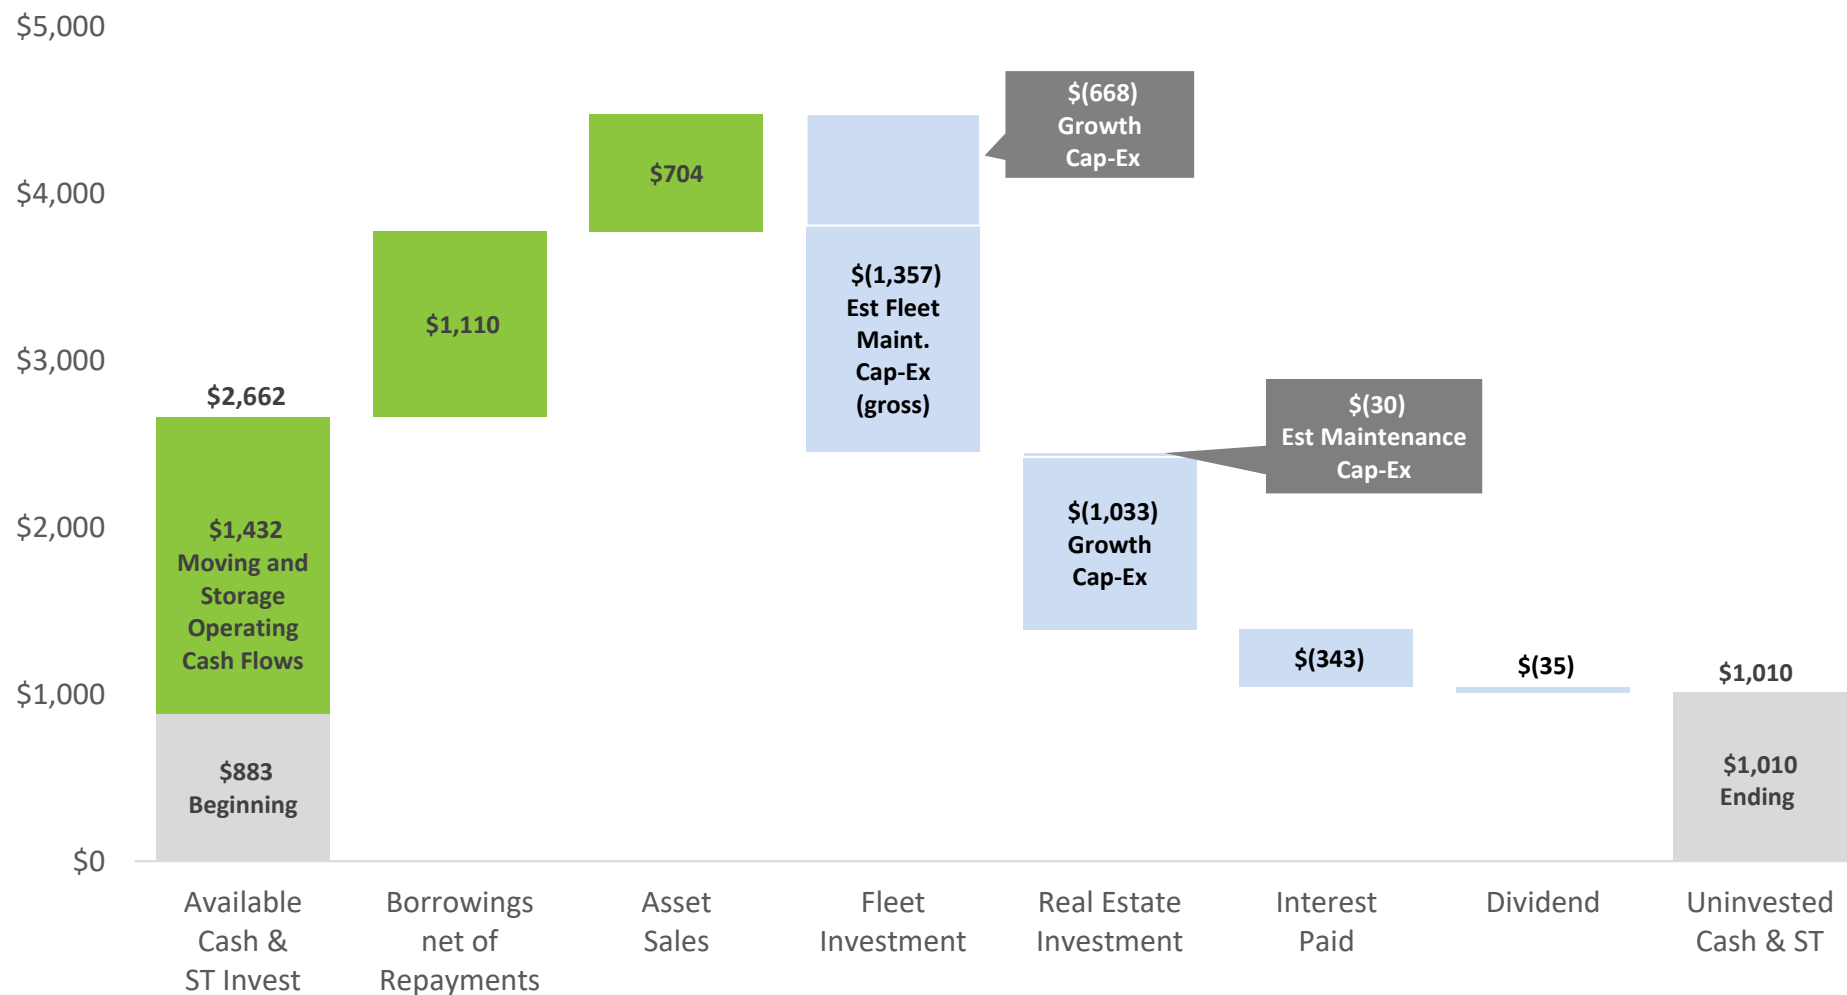 $5,000
$4,000
$3,000
$2,000
$1,000
$0
$2,662
$1,432
Moving and
Storage
Operating
Cash Flows
$883
Beginning
$1,110
$704
$(668)
Growth
Cap-Ex
$(1,357)
Est Fleet
Maint.
Cap-Ex
(gross)
$(30)
Est Maintenance
Cap-Ex
$(1,033)
Growth
Cap-Ex
$(343)
$(35)
$1,010
$1,010
Ending
Available
Cash &
ST Invest
Borrowings
net of
Repayments
Asset
Sales
Fleet
Investment
Real Estate
Investment
Interest
Paid
Dividend
Uninvested
Cash & ST